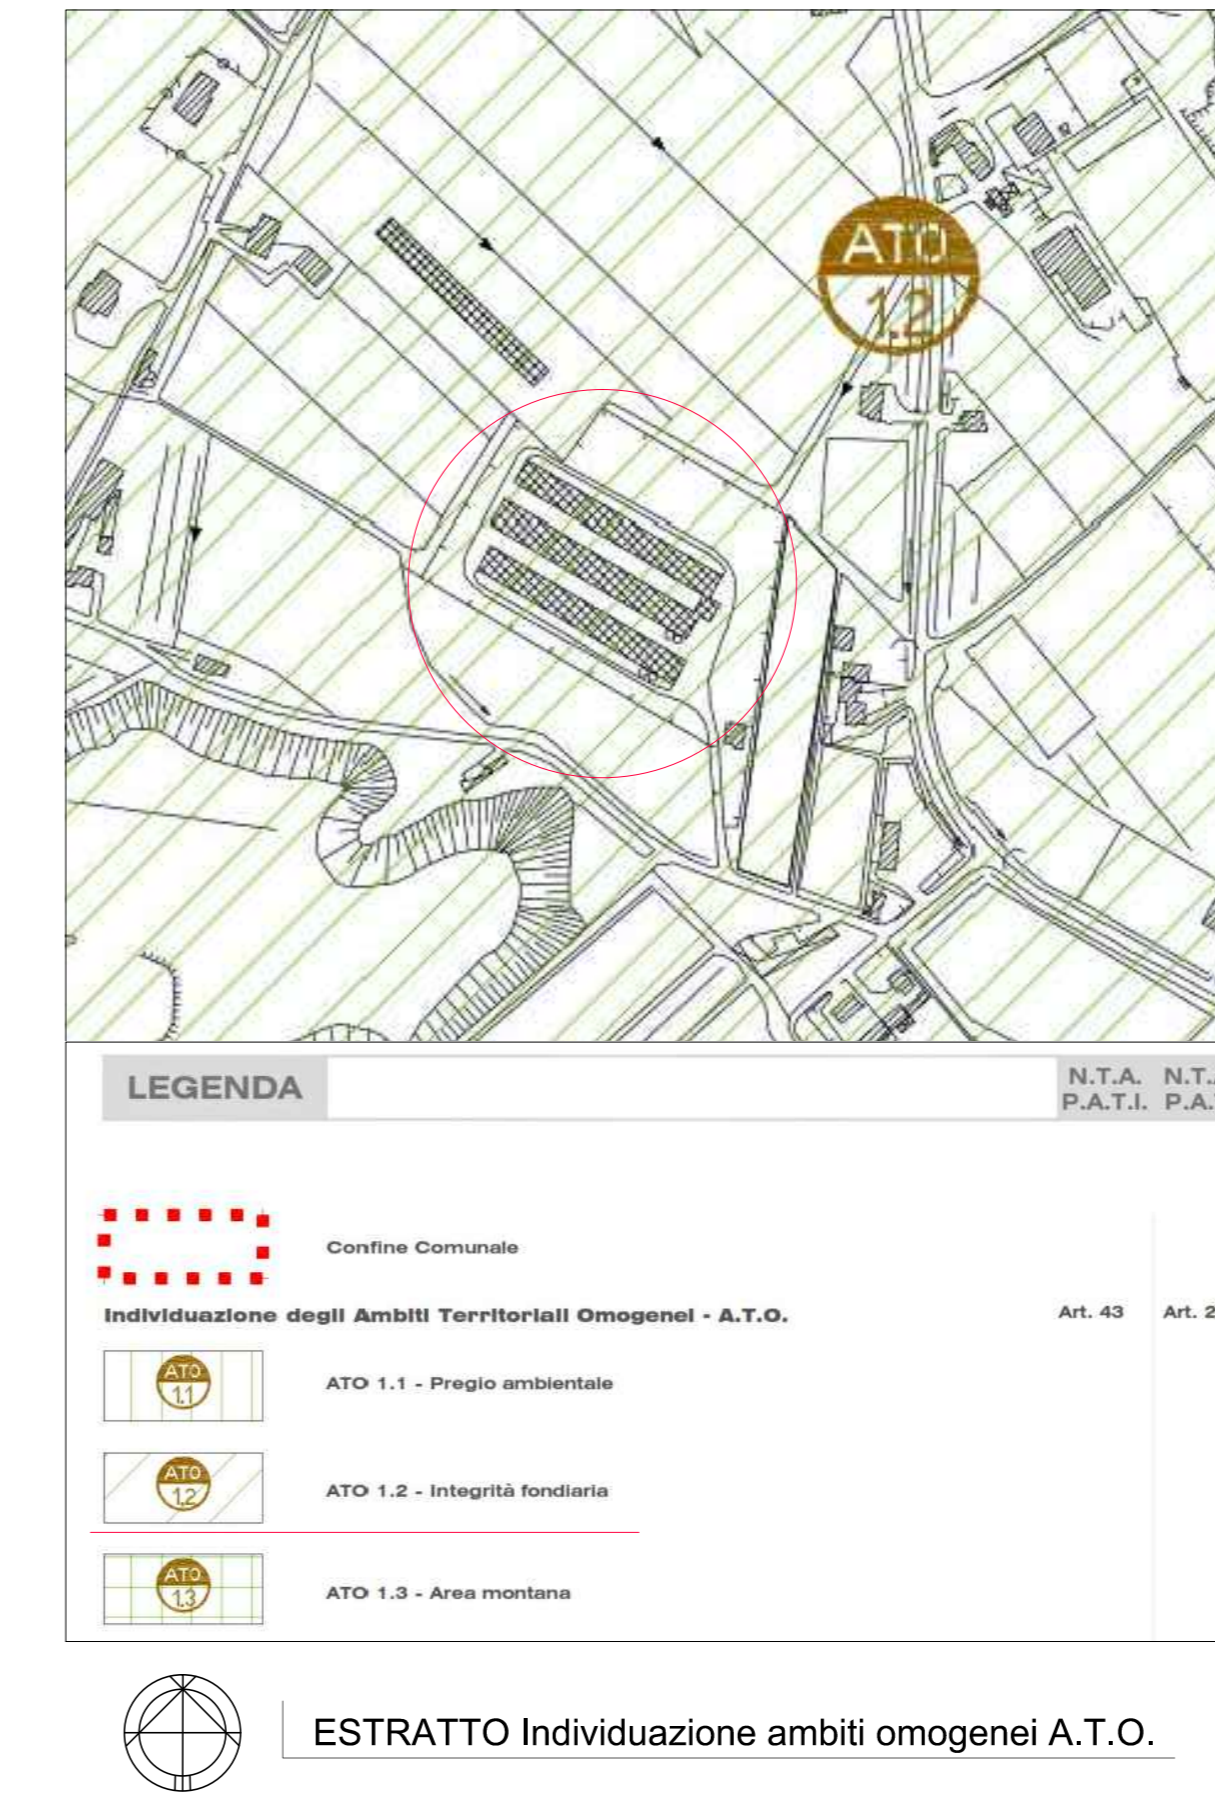 ATO
1.2
LEGENDA
N.T.A.
P.A.T.I.
Confine Comunale
Individuazione degli Ambiti Territoriali Omogenei - A.T.O.
Art. 43
ATO
1.1
ATO 1.1 - Pregio ambientale
ATO
1.2
ATO 1.2 - Integrità fondiaria
ATO
1.3
ATO 1.3 - Area montana
ESTRATTO Individuazione ambiti omogenei A.T.O.